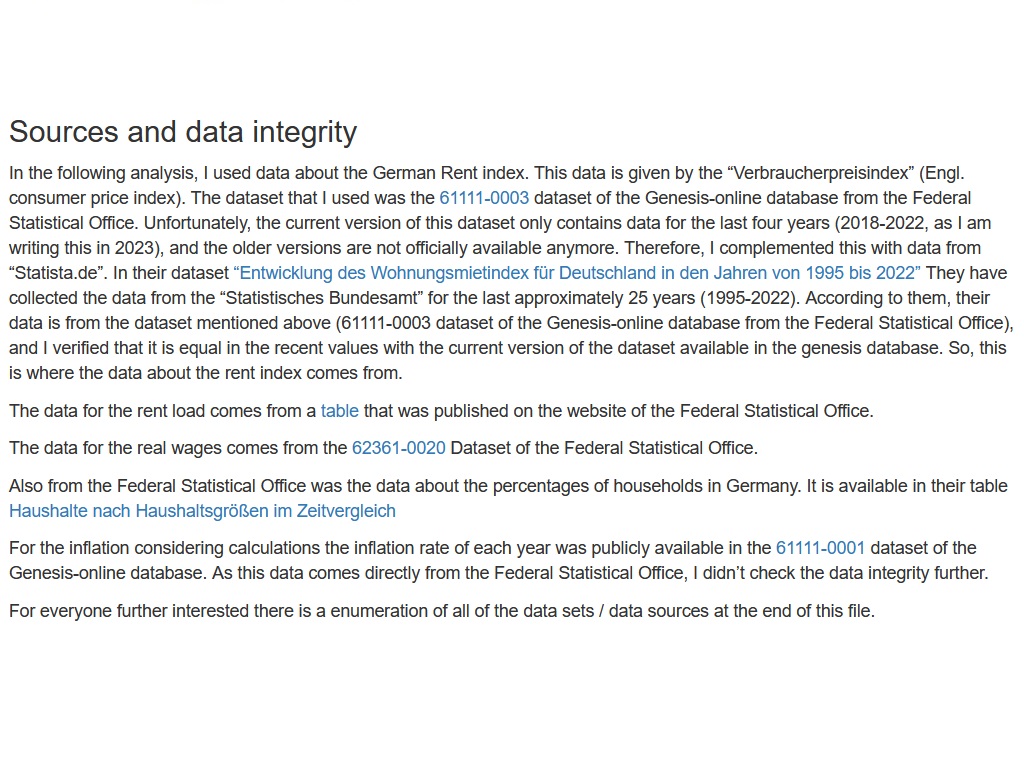 Sources and data integrity
In the following analysis, I used data about the German Rent index. This data is given by the “Verbraucherpreisindex” (Engl.
consumer price index). The dataset that I used was the 61111-0003 dataset of the Genesis-online database from the Federal
Statistical Office. Unfortunately, the current version of this dataset only contains data for the last four years (2018-2022, as I am
writing this in 2023), and the older versions are not officially available anymore. Therefore, I complemented this with data from
“Statista.de”. In their dataset “Entwicklung des Wohnungsmietindex für Deutschland in den Jahren von 1995 bis 2022” They have
collected the data from the “Statistisches Bundesamt” for the last approximately 25 years (1995-2022). According to them, their
data is from the dataset mentioned above (61111-0003 dataset of the Genesis-online database from the Federal Statistical Office),
and I verified that it is equal in the recent values with the current version of the dataset available in the genesis database. So, this
is where the data about the rent index comes from.
The data for the rent load comes from a table that was published on the website of the Federal Statistical Office.
The data for the real wages comes from the 62361-0020 Dataset of the Federal Statistical Office.
Also from the Federal Statistical Office was the data about the percentages of households in Germany. It is available in their table
Haushalte nach Haushaltsgrößen im Zeitvergleich
For the inflation considering calculations the inflation rate of each year was publicly available in the 61111-0001 dataset of the
Genesis-online database. As this data comes directly from the Federal Statistical Office, I didn’t check the data integrity further.
For everyone further interested there is a enumeration of all of the data sets / data sources at the end of this file.